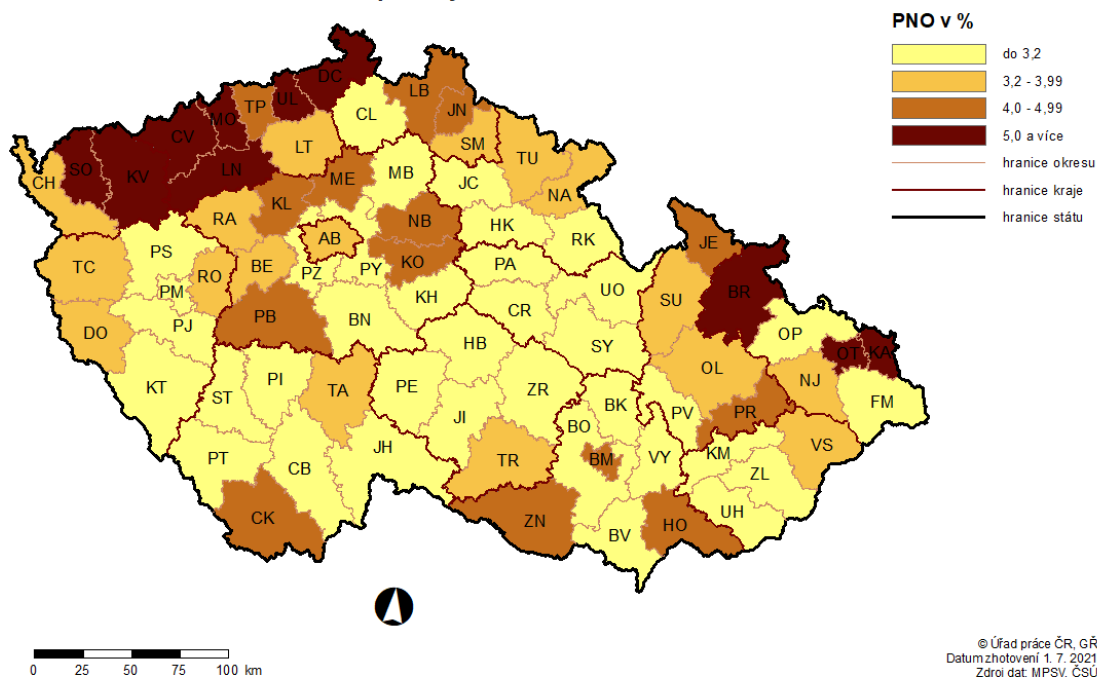 PNO v %
do 3,2
3,2 - 3,99
4,0 - 4,99
5,0 a více
hranice okresu
hranice kraje
hranice státu
DC
LB
UL
TP
JN
MO
CL
CV
LT
SM
TU
SO
KV
LN
ME
MB
JC
CH
NA
KL
RA
NB
HK
AB
RK
JE
PS
KO
TC
RO
BE
PZ
PY
PA
UO
SU
BR
PM
KH
CR
PJ
PB
BN
OP
DO
HB
SY
OT
KA
OL
NJ
KT
PI
TA
PE
ZR
FM
ST
BK
PV
PR
JI
BO
JH
VS
PT
CB
TR
BM
VY
KM
ZL
CK
ZN
HO
UH
BV
0 25 50 75 100 km
© Úřad práce ČR, GŘ
Datum zhotovení 1. 7. 2021
Zdroj dat: MPSV, ČSÚ